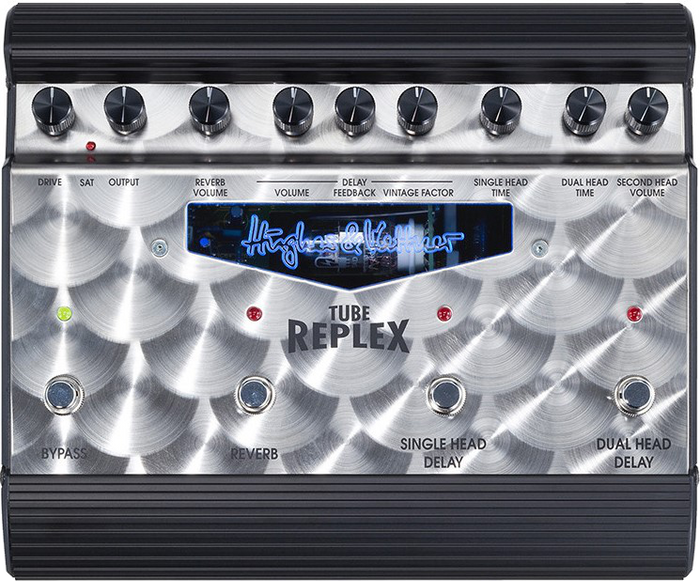 DRIVE SAT OUTPUT REVERB VOLUME DELAY VOLUME FEEDBACK VINTAGE FACTOR SINGLE HEAD TIME DUAL HEAD TIME SECOND HEAD VOLUME
Hughes & Kettner
TUBE
REPLEX
BYPASS REVERB SINGLE HEAD DELAY DUAL HEAD DELAY